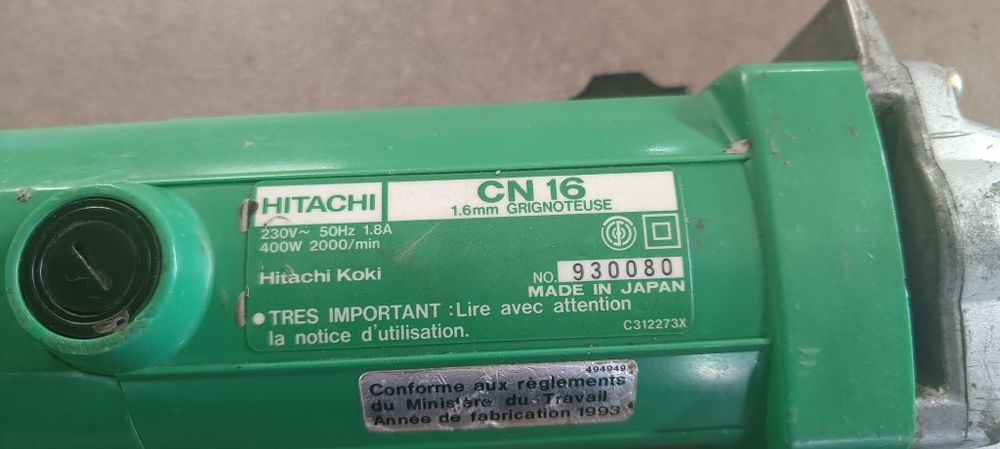 HITACHI
CN 16
1.6mm GRIGNOTEUSE
230V~ 50Hz 1.8A
400W 2000/min
Hitachi Koki
NO. 930080
MADE IN JAPAN
•TRES IMPORTANT : Lire avec attention
la notice d'utilisation.
C312273X
494949
Conforme aux règlements
du Ministère du Travail
Année de fabrication 1993